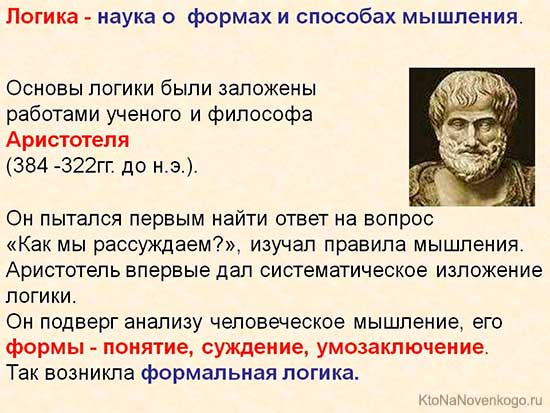 Логика - наука о формах и способах мышления.
Основы логики были заложены
работами ученого и философа
Аристотеля
(384 -322гг. до н.э.).
Он пытался первым найти ответ на вопрос
«Как мы рассуждаем?», изучал правила мышления.
Аристотель впервые дал систематическое изложение
логики.
Он подверг анализу человеческое мышление, его
формы - понятие, суждение, умозаключение.
Так возникла формальная логика.
KtoNaNovenkogo.ru